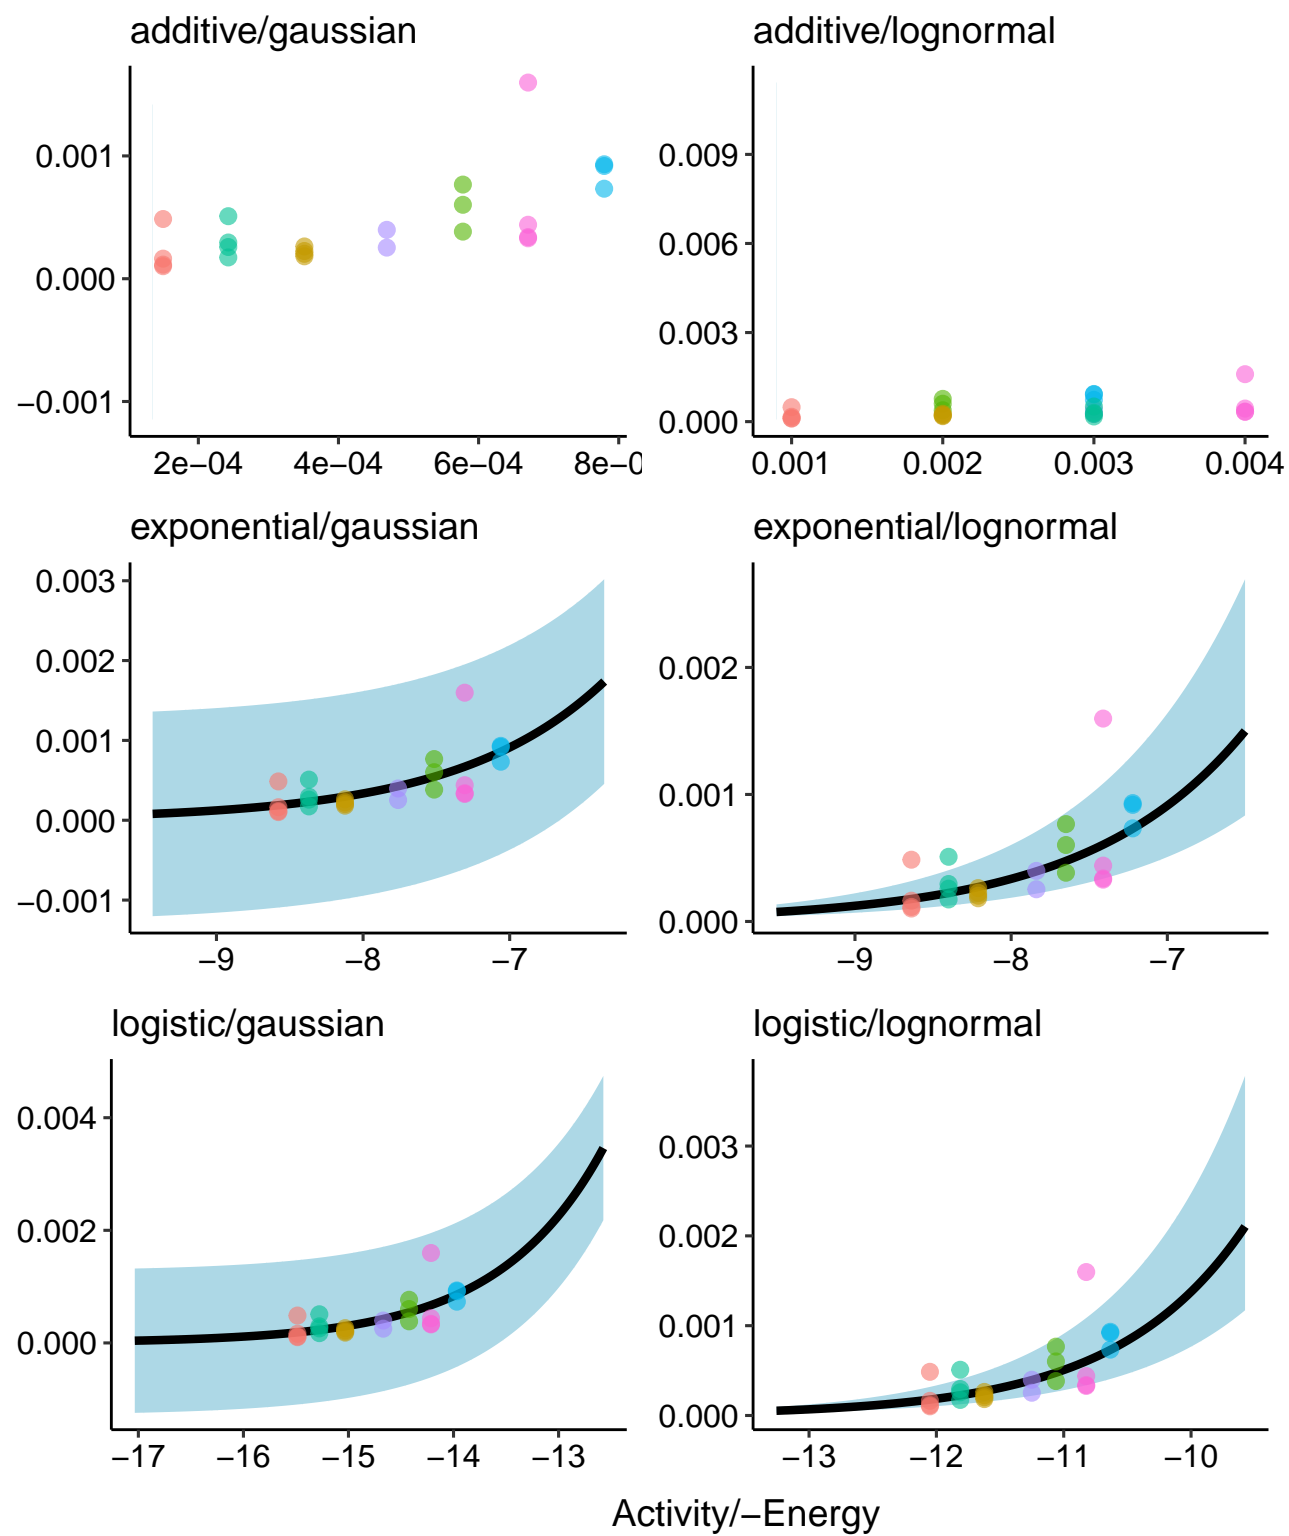 additive/gaussian
additive/lognormal
0.001
0.000
−0.001
2e−04 4e−04 6e−04 8e−0
0.009
0.006
0.003
0.000
0.001 0.002 0.003 0.004
exponential/gaussian
exponential/lognormal
0.003
0.002
0.001
0.000
−0.001
−9 −8 −7
0.002
0.001
0.000
−9 −8 −7
logistic/gaussian
logistic/lognormal
0.004
0.002
0.000
−17 −16 −15 −14 −13
0.003
0.002
0.001
0.000
−13 −12 −11 −10
Activity/−Energy